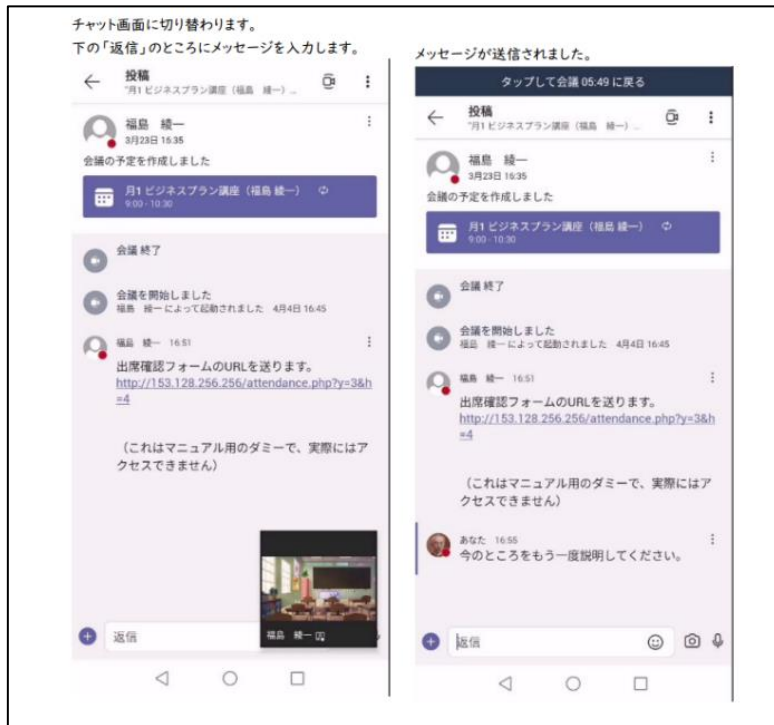 チャット画面に切り替わります。
下の「返信」のところにメッセージを入力します。
投稿
"月1 ビジネスプラン講座（福島 綾一）...
福島 綾一
3月23日 16:35
会議の予定を作成しました
月1 ビジネスプラン講座（福島 綾一）
9:00 - 10:30
会議 終了
会議を開始しました
福島 綾一 によって起動されました 4月4日 16:45
福島 綾一 16:51
出席確認フォームのURLを送ります。
http://153.128.256.256/attendance.php?y=3&h
=4
（これはマニュアル用のダミーで、実際にはア
クセスできません）
福島 綾一
返信
メッセージが送信されました。
タップして会議 05:49 に戻る
投稿
"月1 ビジネスプラン講座（福島 綾一）...
福島 綾一
3月23日 16:35
会議の予定を作成しました
月1 ビジネスプラン講座（福島 綾一）
9:00 - 10:30
会議 終了
会議を開始しました
福島 綾一 によって起動されました 4月4日 16:45
福島 綾一 16:51
出席確認フォームのURLを送ります。
http://153.128.256.256/attendance.php?y=3&h
=4
（これはマニュアル用のダミーで、実際にはア
クセスできません）
あなた 16:55
今のところをもう一度説明してください。
返信